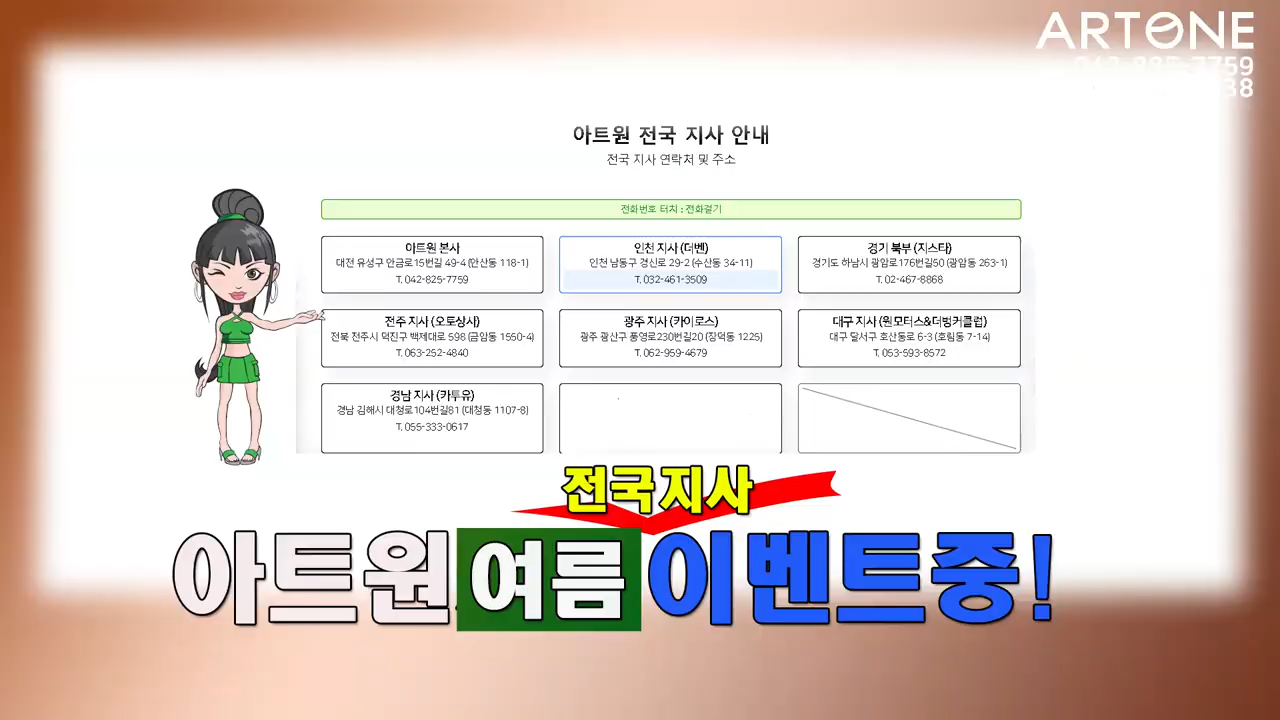 ARTONE
042-825-7759
38
아트원 전국 지사 안내
전국 지사 연락처 및 주소
전화번호 터치 : 전화걸기
아트원 본사
대전 유성구 안금로15번길 49-4 (안산동 118-1)
T. 042-825-7759
인천 지사 (더벤)
인천 남동구 경신로 29-2 (수산동 34-11)
T. 032-461-3509
경기 북부 (지스타)
경기도 하남시 광암로176번길50 (광암동 263-1)
T. 02-467-8868
전주 지사 (오토상사)
전북 전주시 덕진구 백제대로 598 (금암동 1550-4)
T. 063-252-4840
광주 지사 (카이로스)
광주 광산구 풍영로230번길20 (장덕동 1225)
T. 062-959-4679
대구 지사 (원모터스&더벙커클럽)
대구 달서구 호산동로 6-3 (호림동 7-14)
T. 053-593-8572
경남 지사 (카투유)
경남 김해시 대청로104번길81 (대청동 1107-8)
T. 055-333-0617
전국지사
아트원 여름 이벤트중!